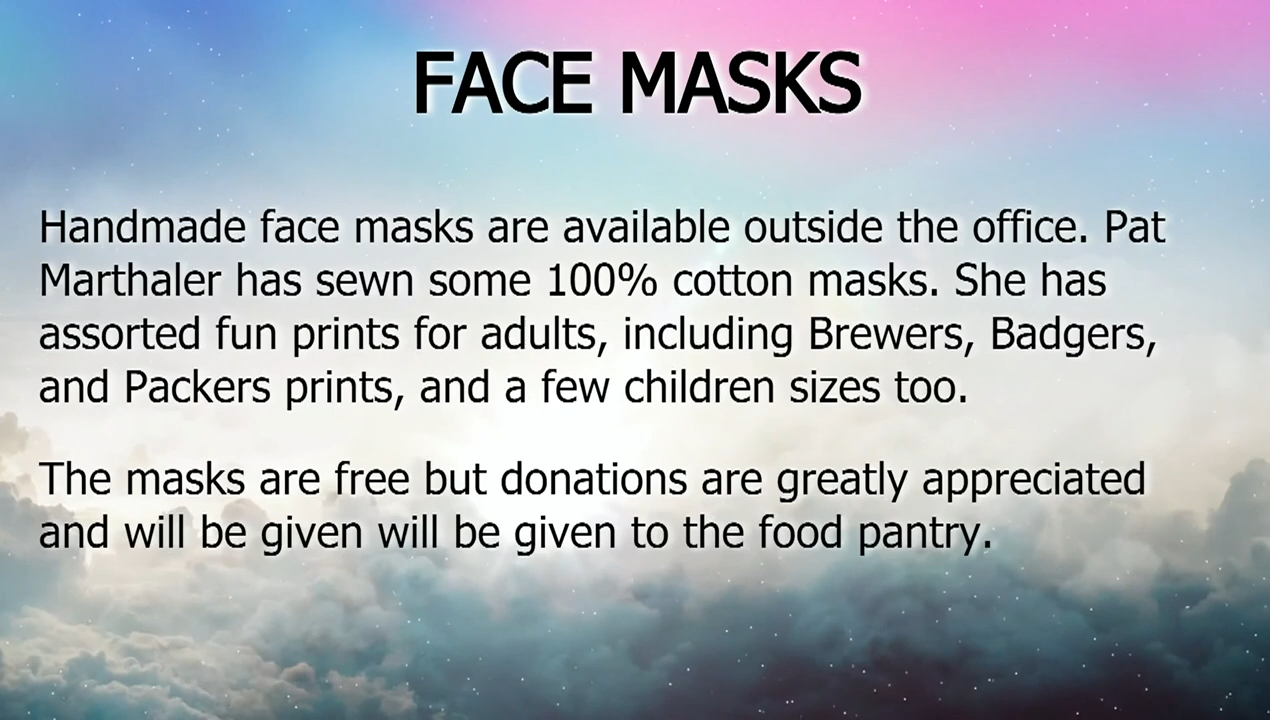 FACE MASKS
Handmade face masks are available outside the office. Pat
Marthaler has sewn some 100% cotton masks. She has
assorted fun prints for adults, including Brewers, Badgers,
and Packers prints, and a few children sizes too.
The masks are free but donations are greatly appreciated
and will be given will be given to the food pantry.